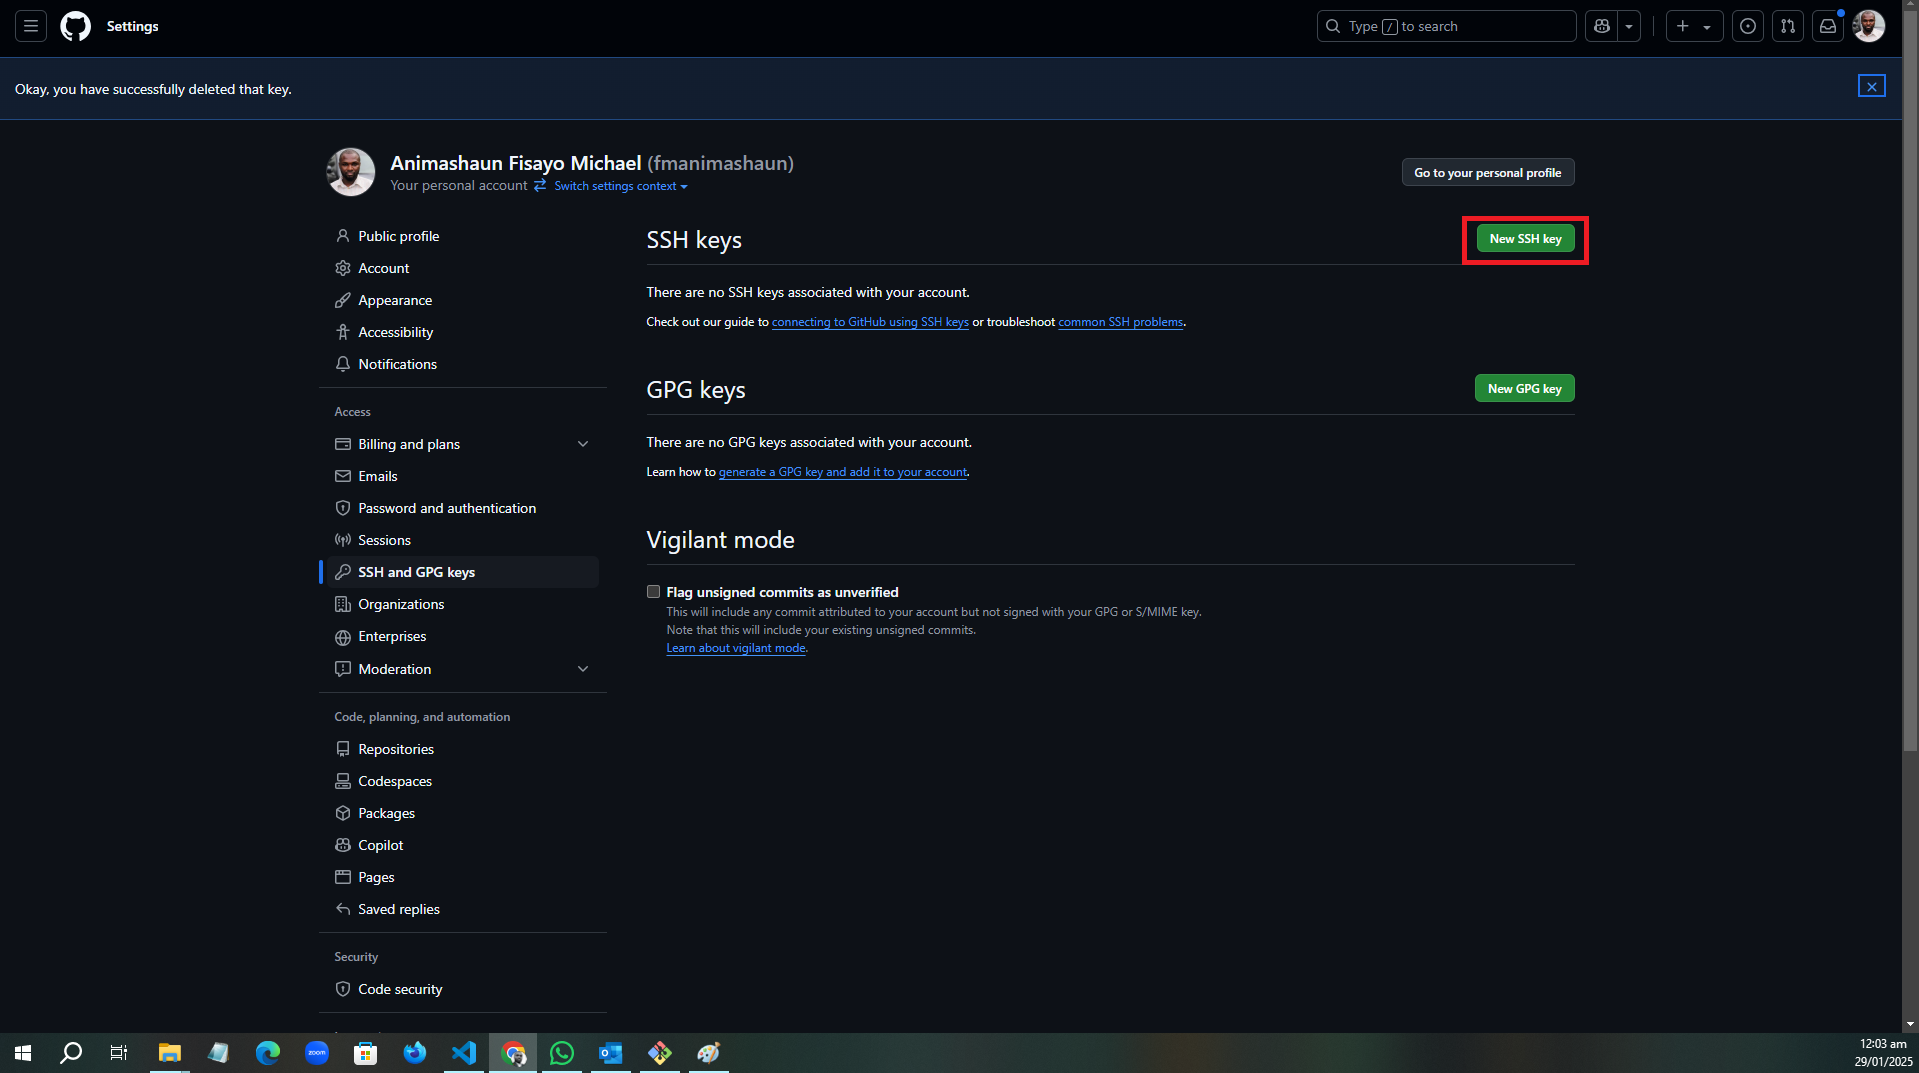 Settings
Type / to search
Okay, you have successfully deleted that key.
Animashaun Fisayo Michael (fmanimashaun)
Your personal account Switch settings context
Go to your personal profile
Public profile
Account
Appearance
Accessibility
Notifications
Access
Billing and plans
Emails
Password and authentication
Sessions
SSH and GPG keys
Organizations
Enterprises
Moderation
Code, planning, and automation
Repositories
Codespaces
Packages
Copilot
Pages
Saved replies
Security
Code security
SSH keys
New SSH key
There are no SSH keys associated with your account.
Check out our guide to connecting to GitHub using SSH keys or troubleshoot common SSH problems.
GPG keys
New GPG key
There are no GPG keys associated with your account.
Learn how to generate a GPG key and add it to your account.
Vigilant mode
Flag unsigned commits as unverified
This will include any commit attributed to your account but not signed with your GPG or S/MIME key.
Note that this will include your existing unsigned commits.
Learn about vigilant mode.
zoom
12:03 am
29/01/2025